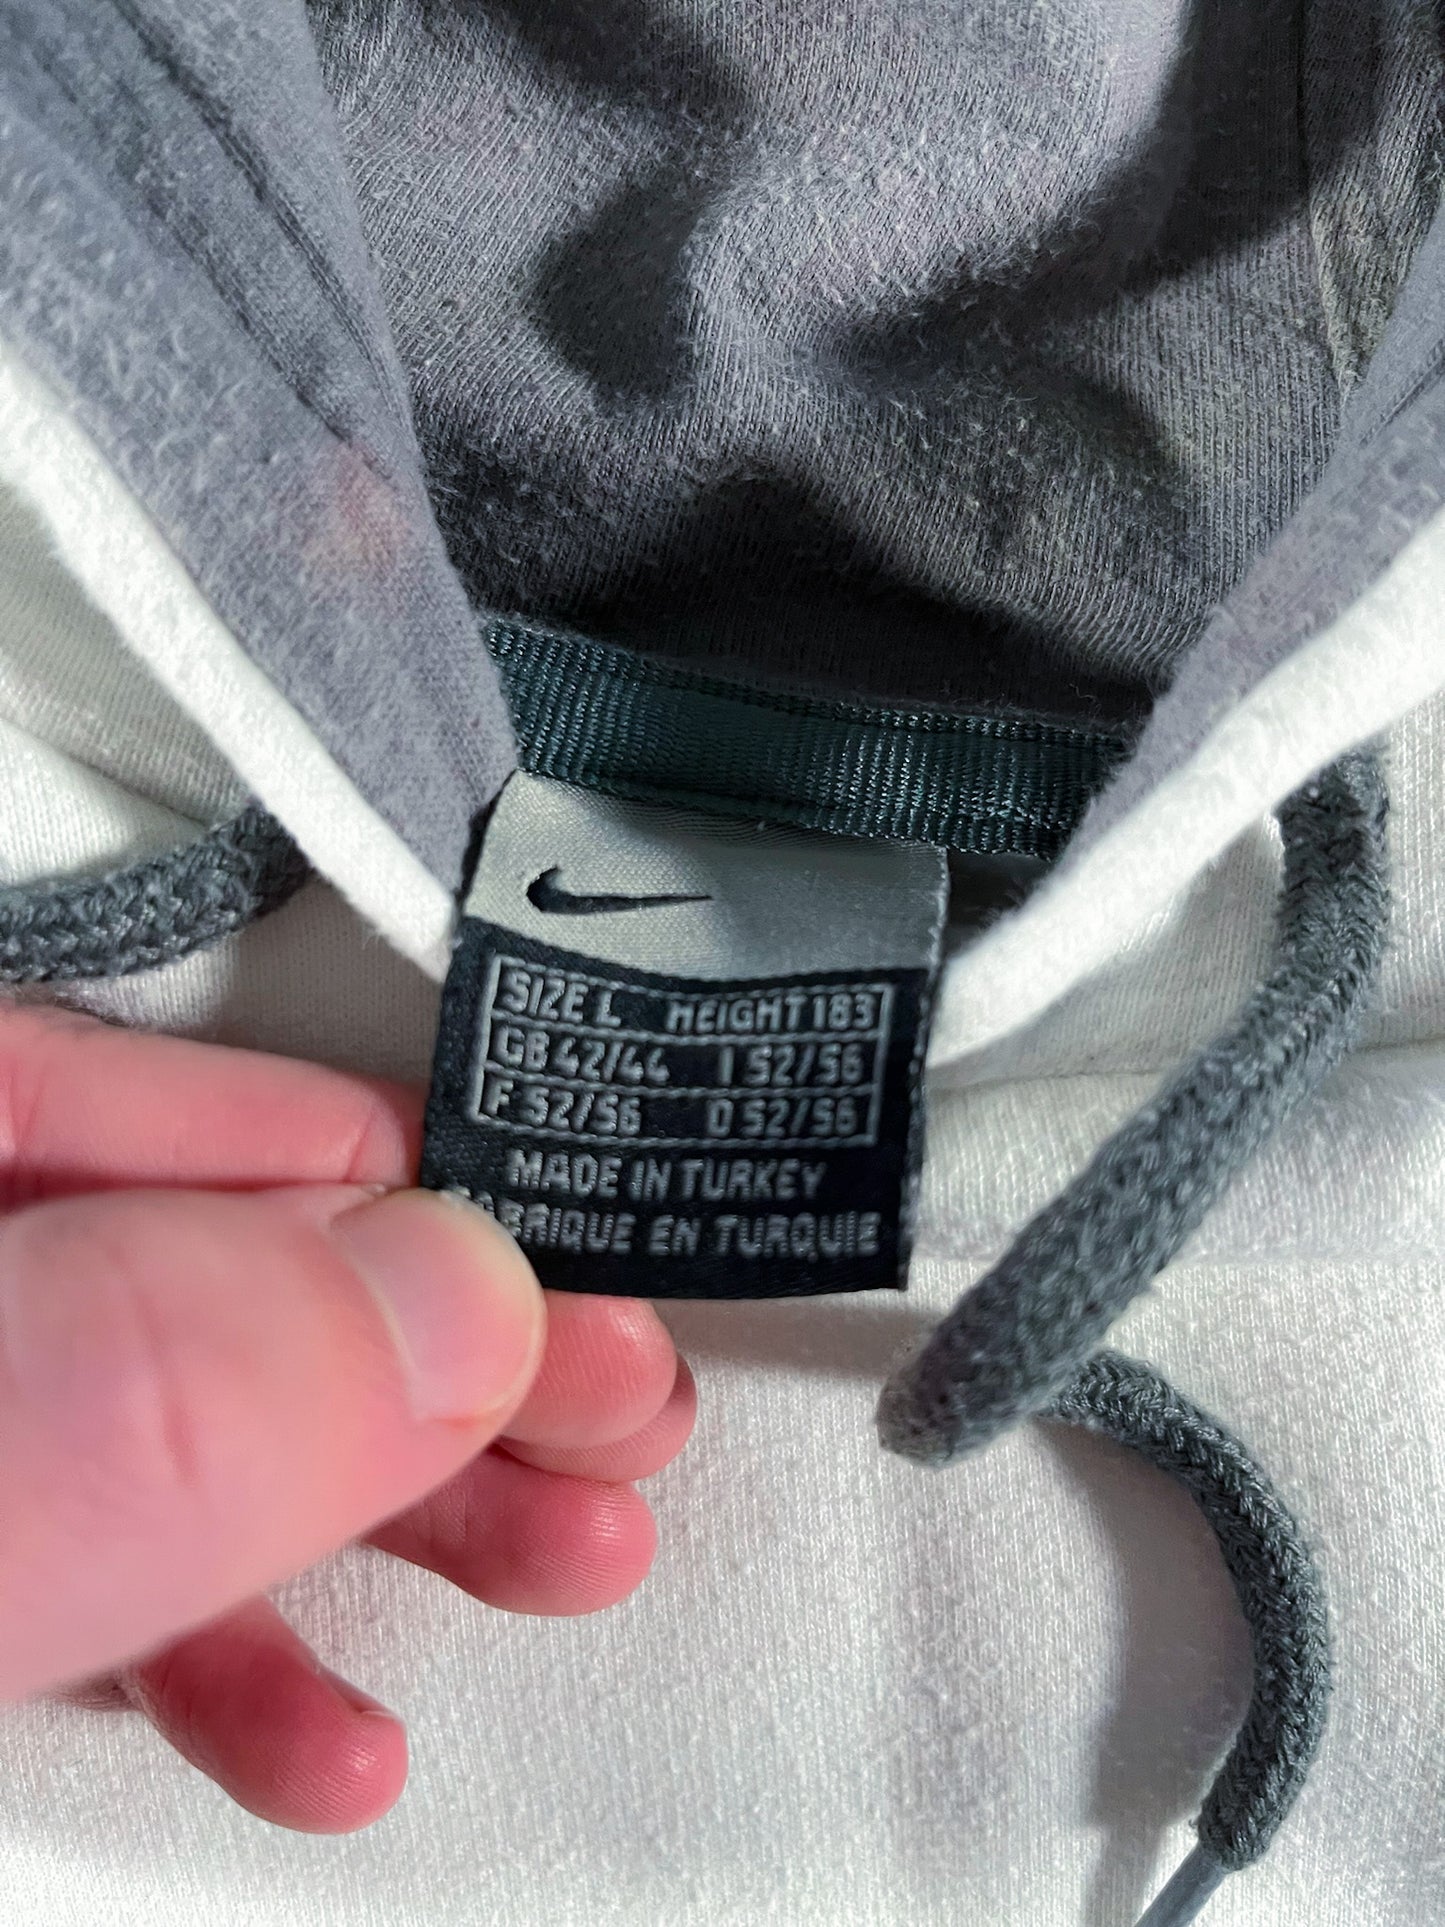 SIZE L HEIGHT 183
GB 42/44 I 52/56
F 52/56 D 52/56
MADE IN TURKEY
FABRIQUE EN TURQUIE